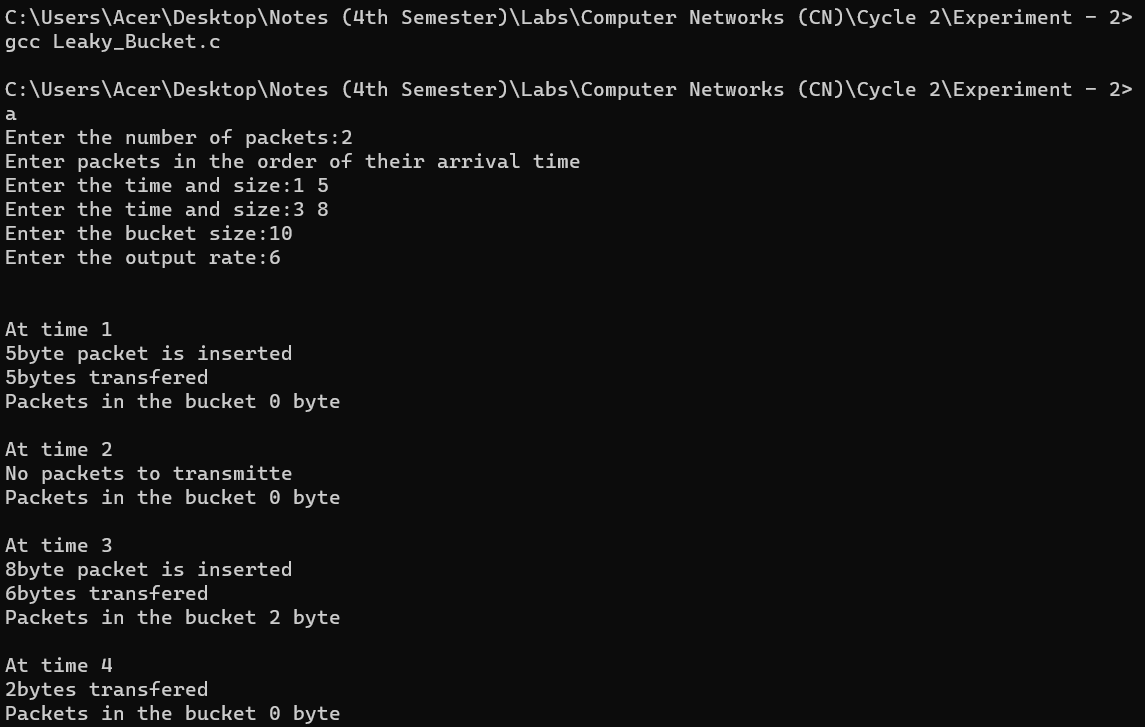 C:\Users\Acer\Desktop\Notes (4th Semester)\Labs\Computer Networks (CN)\Cycle 2\Experiment - 2>
gcc Leaky_Bucket.c
C:\Users\Acer\Desktop\Notes (4th Semester)\Labs\Computer Networks (CN)\Cycle 2\Experiment - 2>
a
Enter the number of packets:2
Enter packets in the order of their arrival time
Enter the time and size:1 5
Enter the time and size:3 8
Enter the bucket size:10
Enter the output rate:6
At time 1
5byte packet is inserted
5bytes transfered
Packets in the bucket 0 byte
At time 2
No packets to transmitte
Packets in the bucket 0 byte
At time 3
8byte packet is inserted
6bytes transfered
Packets in the bucket 2 byte
At time 4
2bytes transfered
Packets in the bucket 0 byte